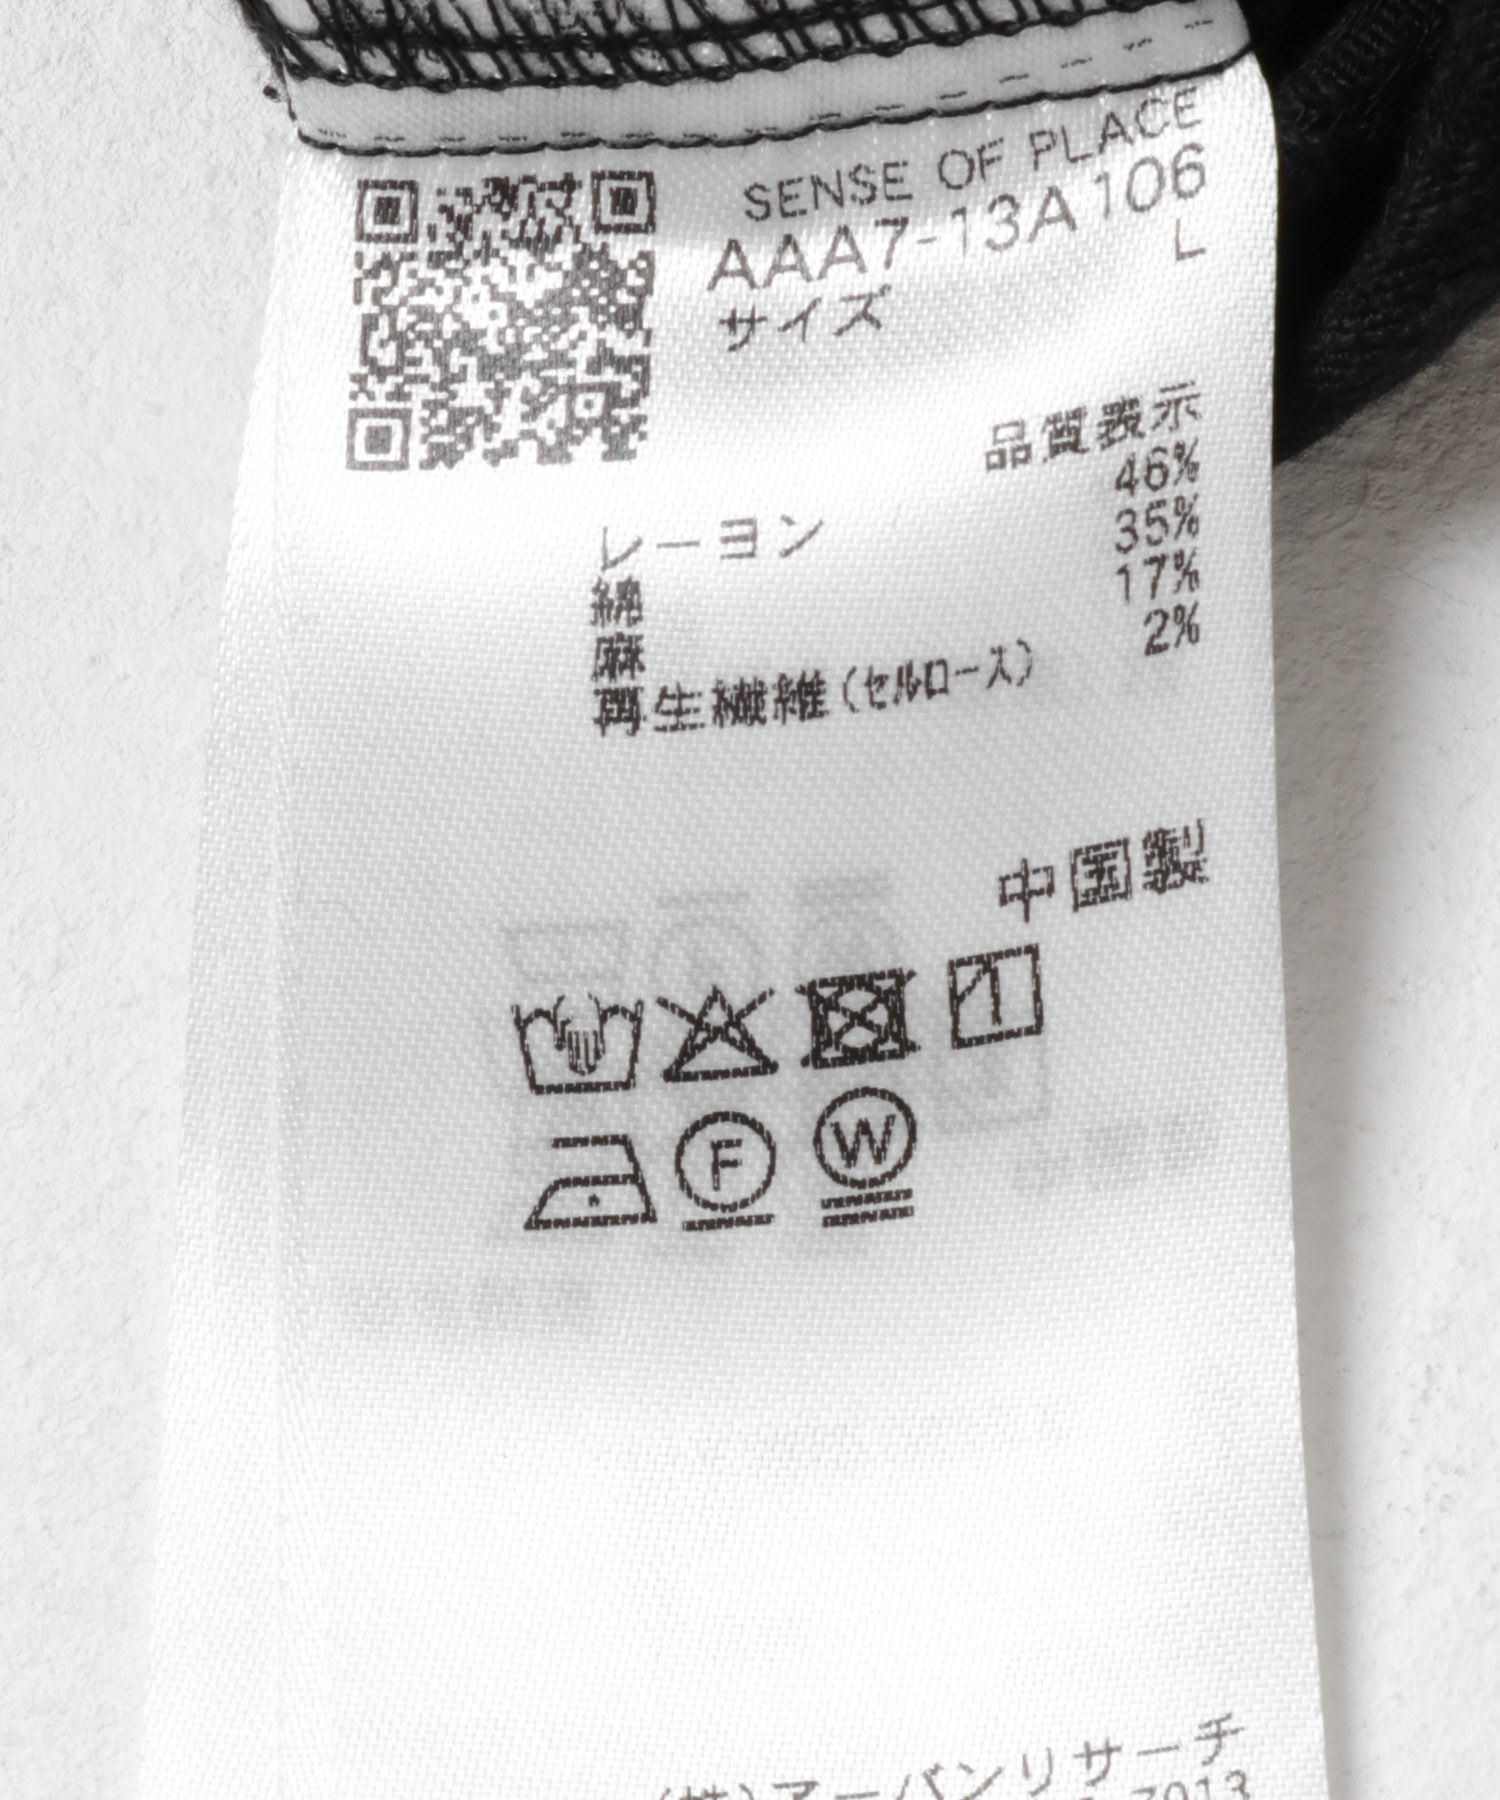 SENSE OF PLACE
AAA7-13A106
サイズ L
品質表示
レーヨン 46%
綿 35%
麻 17%
再生繊維(セルロース) 2%
中国製
F W
(株)アーバンリサーチ
7013